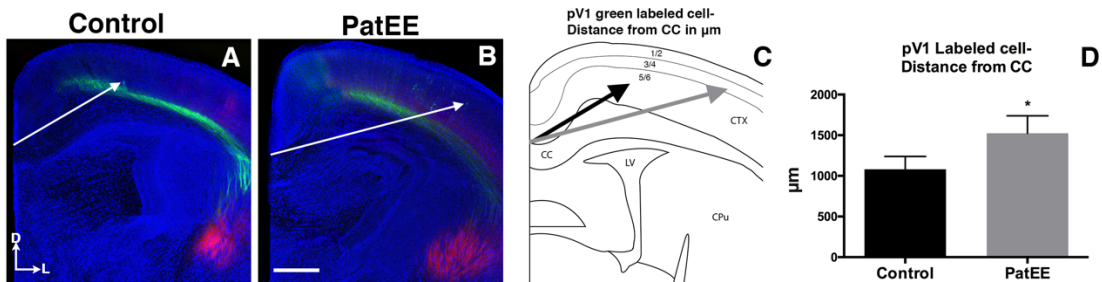 Control
A
D
L
PatEE
B
pV1 green labeled cell-
Distance from CC in μm
C
1/2
3/4
5/6
CTX
CC
LV
CPu
pV1 Labeled cell-
Distance from CC
D
2000
1500
1000
500
0
μm
*
Control
PatEE